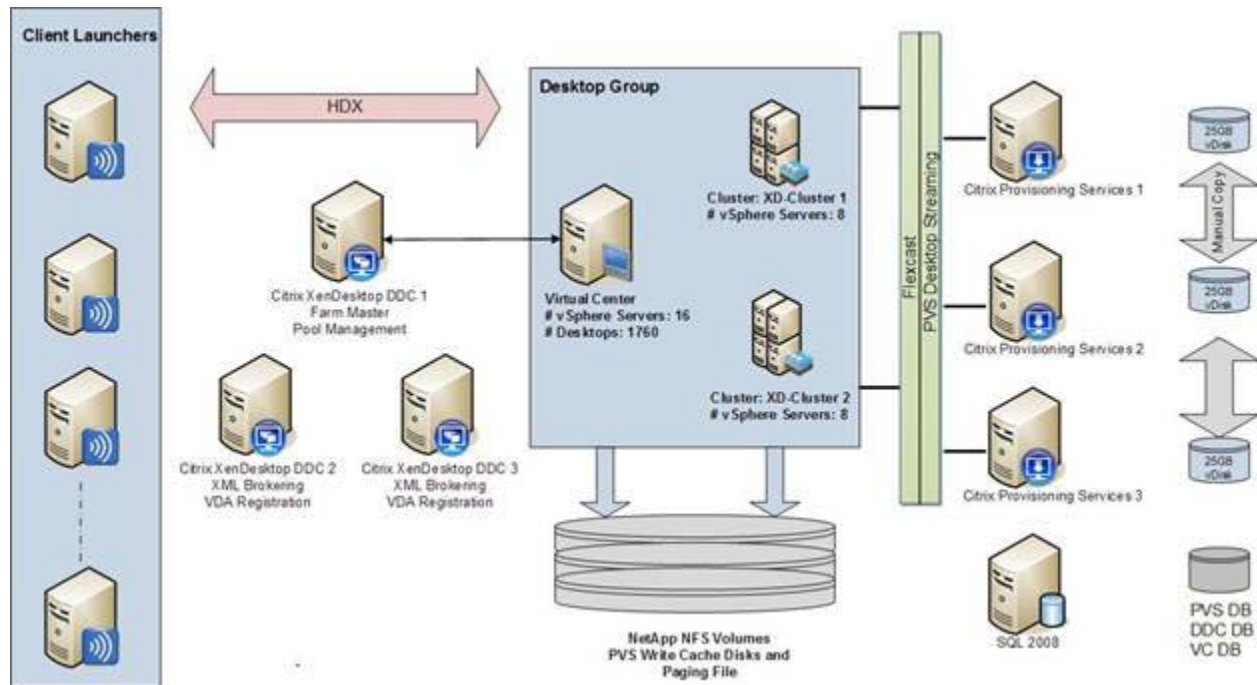 Client Launchers
HDX
Desktop Group
Cluster: XD-Cluster 1
# vSphere Servers: 8
Citrix XenDesktop DDC 1
Farm Master
Pool Management
Virtual Center
# vSphere Servers: 16
# Desktops: 1760
Cluster: XD-Cluster 2
# vSphere Servers: 8
Citrix XenDesktop DDC 2
XML Brokering
VDA Registration
Citrix XenDesktop DDC 3
XML Brokering
VDA Registration
NetApp NFS Volumes
PVS Write Cache Disks and
Paging File
Flexcast
PVS Desktop Streaming
Citrix Provisioning Services 1
25GB
vDisk
Manual Copy
Citrix Provisioning Services 2
25GB
vDisk
Citrix Provisioning Services 3
25GB
vDisk
SQL 2008
PVS DB
DDC DB
VC DB